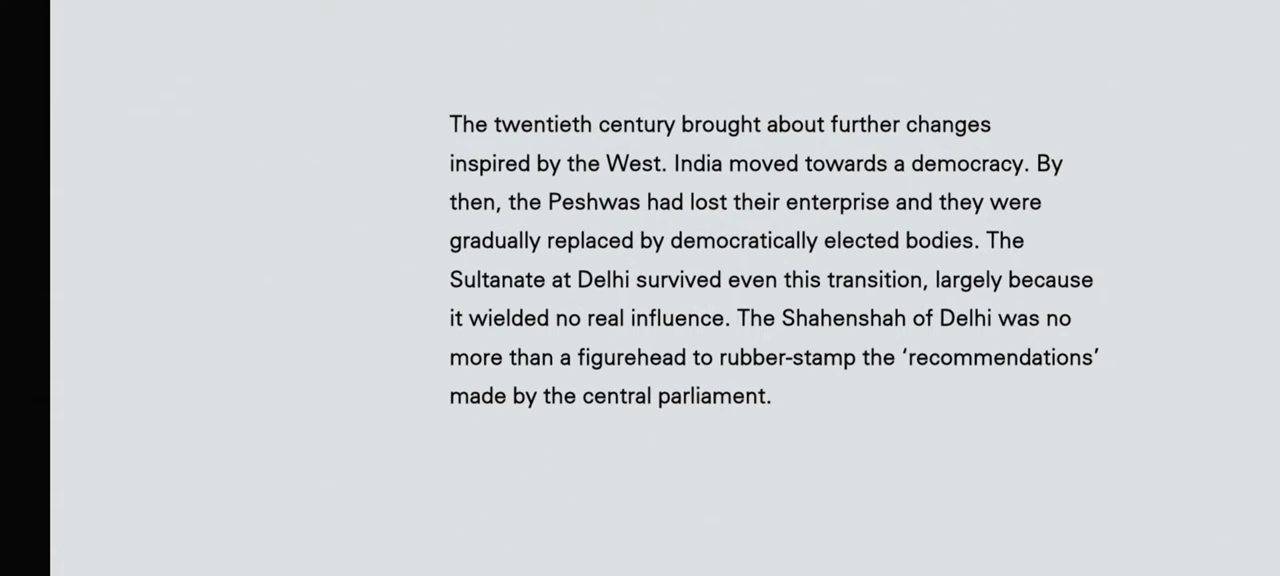 The twentieth century brought about further changes
inspired by the West. India moved towards a democracy. By
then, the Peshwas had lost their enterprise and they were
gradually replaced by democratically elected bodies. The
Sultanate at Delhi survived even this transition, largely because
it wielded no real influence. The Shahenshah of Delhi was no
more than a figurehead to rubber-stamp the ‘recommendations’
made by the central parliament.